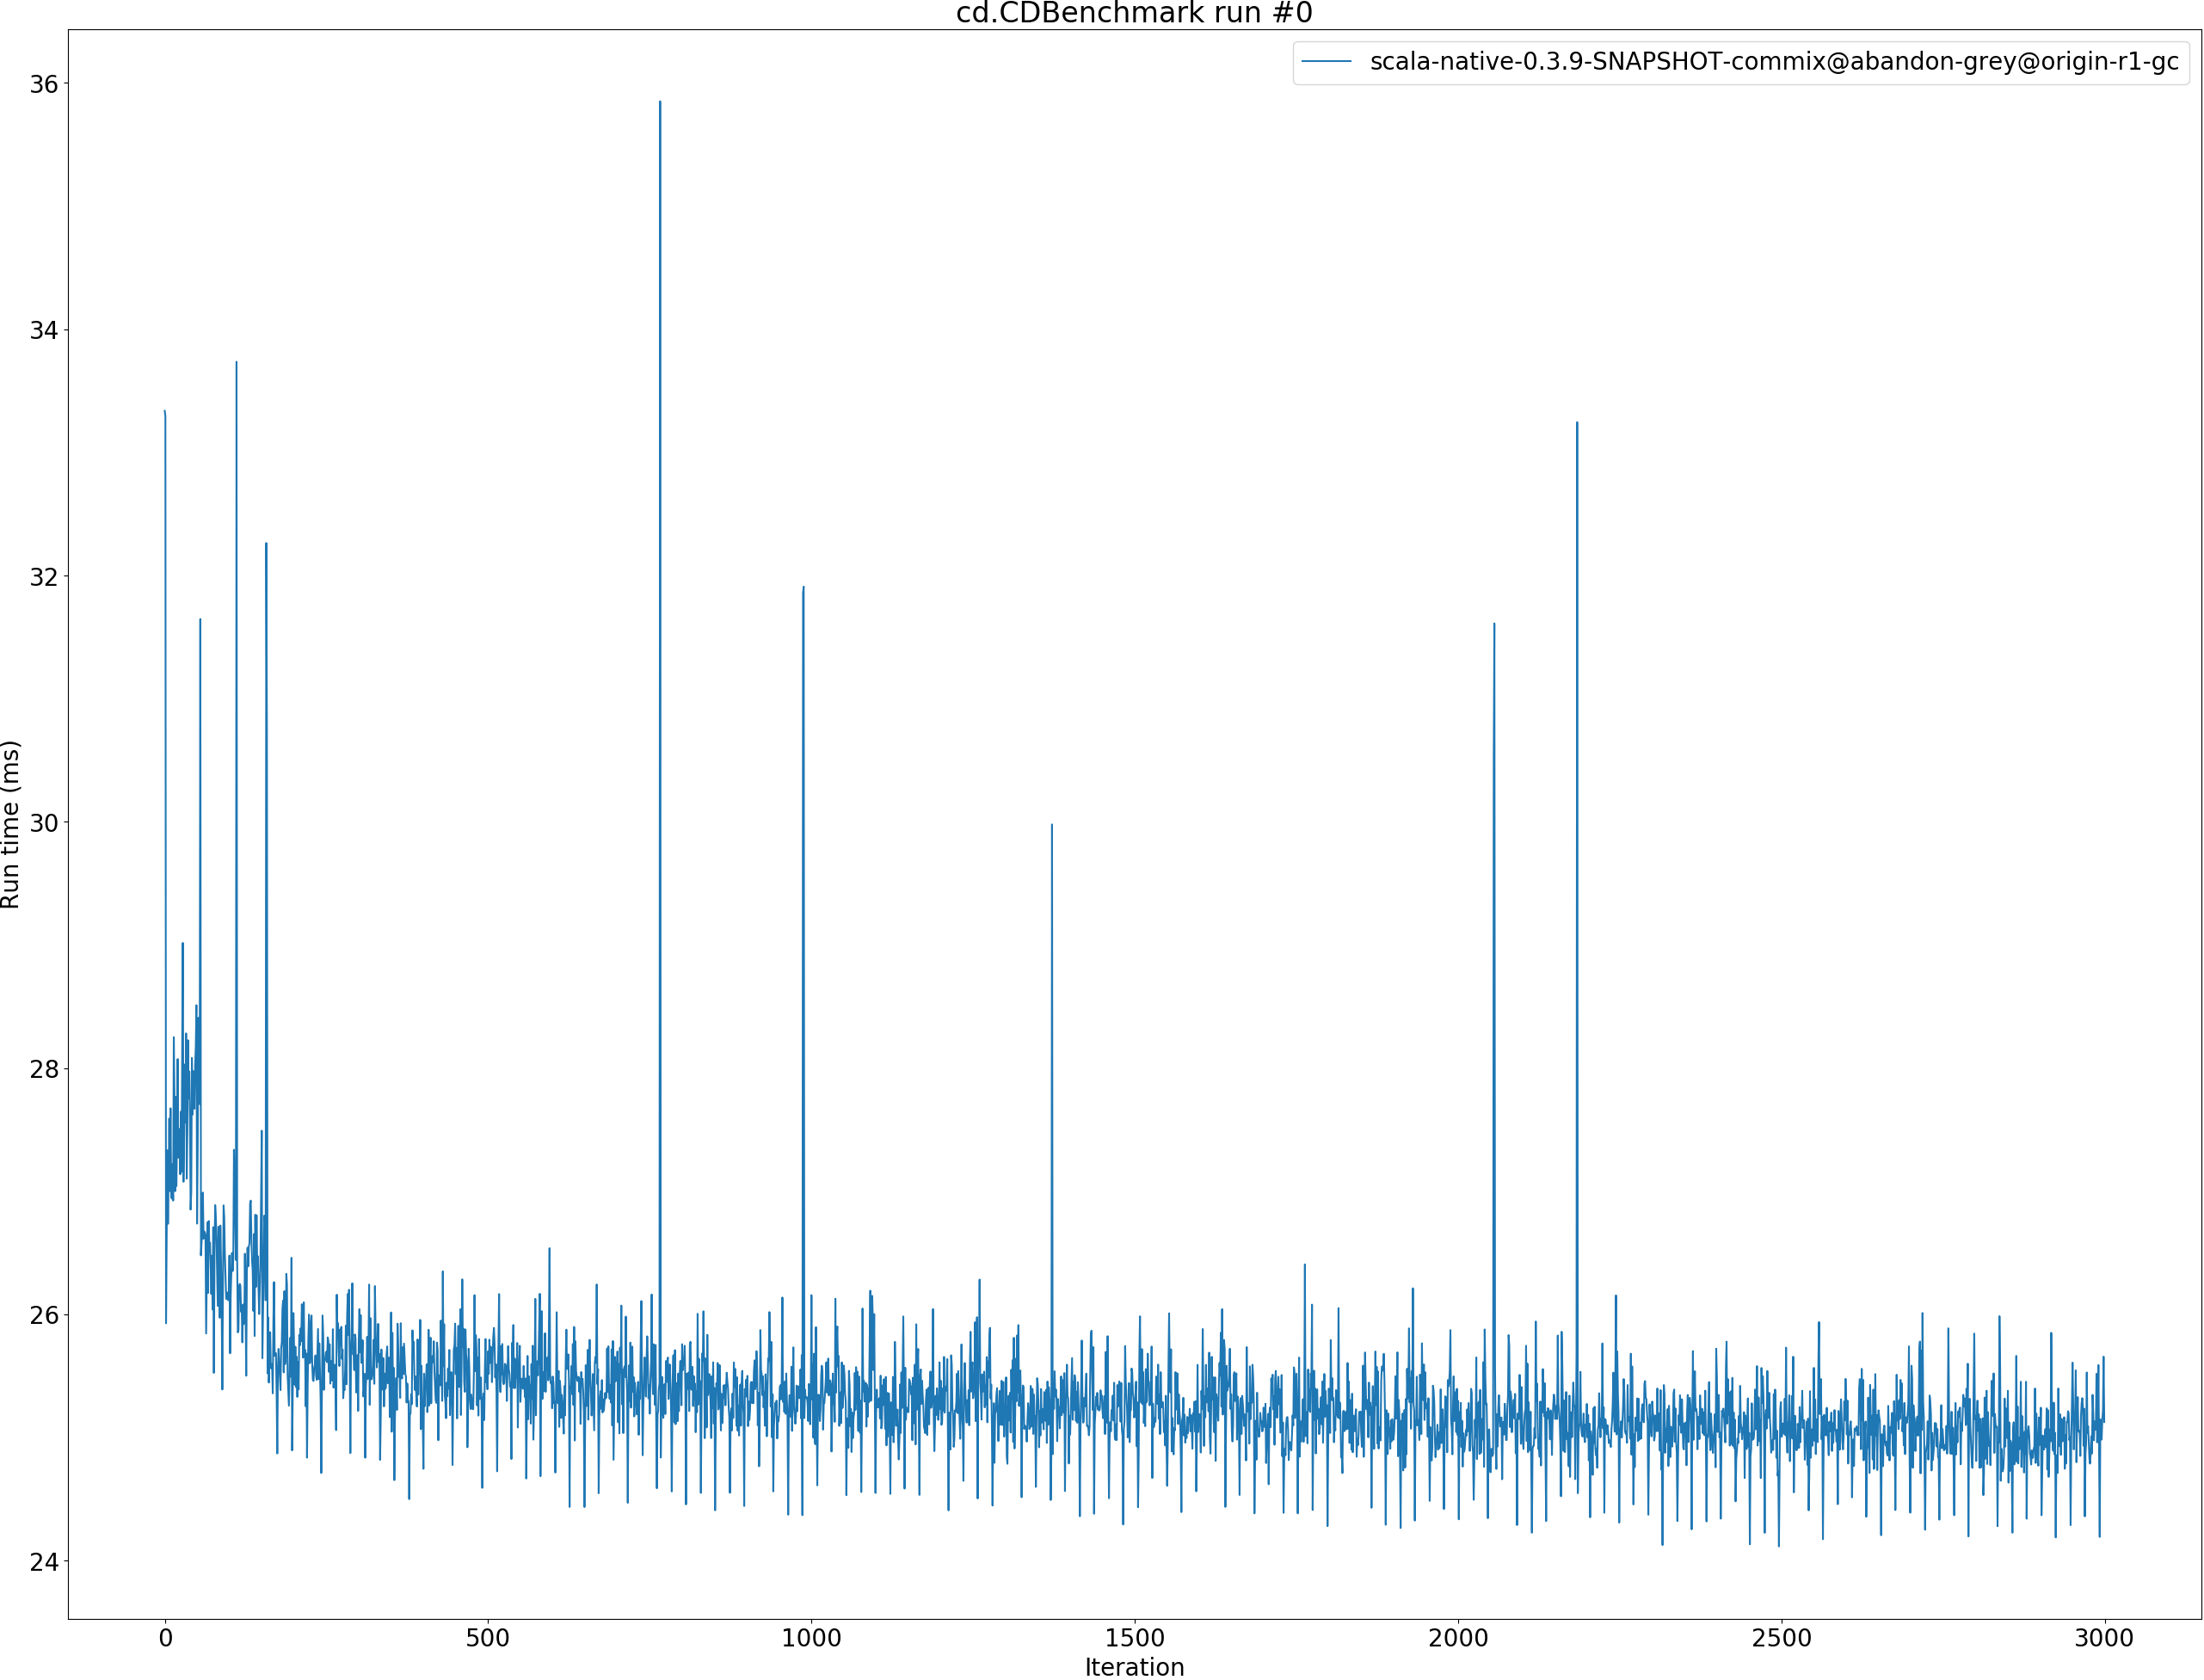 cd.CDBenchmark run #0
scala-native-0.3.9-SNAPSHOT-commix@abandon-grey@origin-r1-gc
36
34
32
30
28
26
24
Run time (ms)
0 500 1000 1500 2000 2500 3000
Iteration